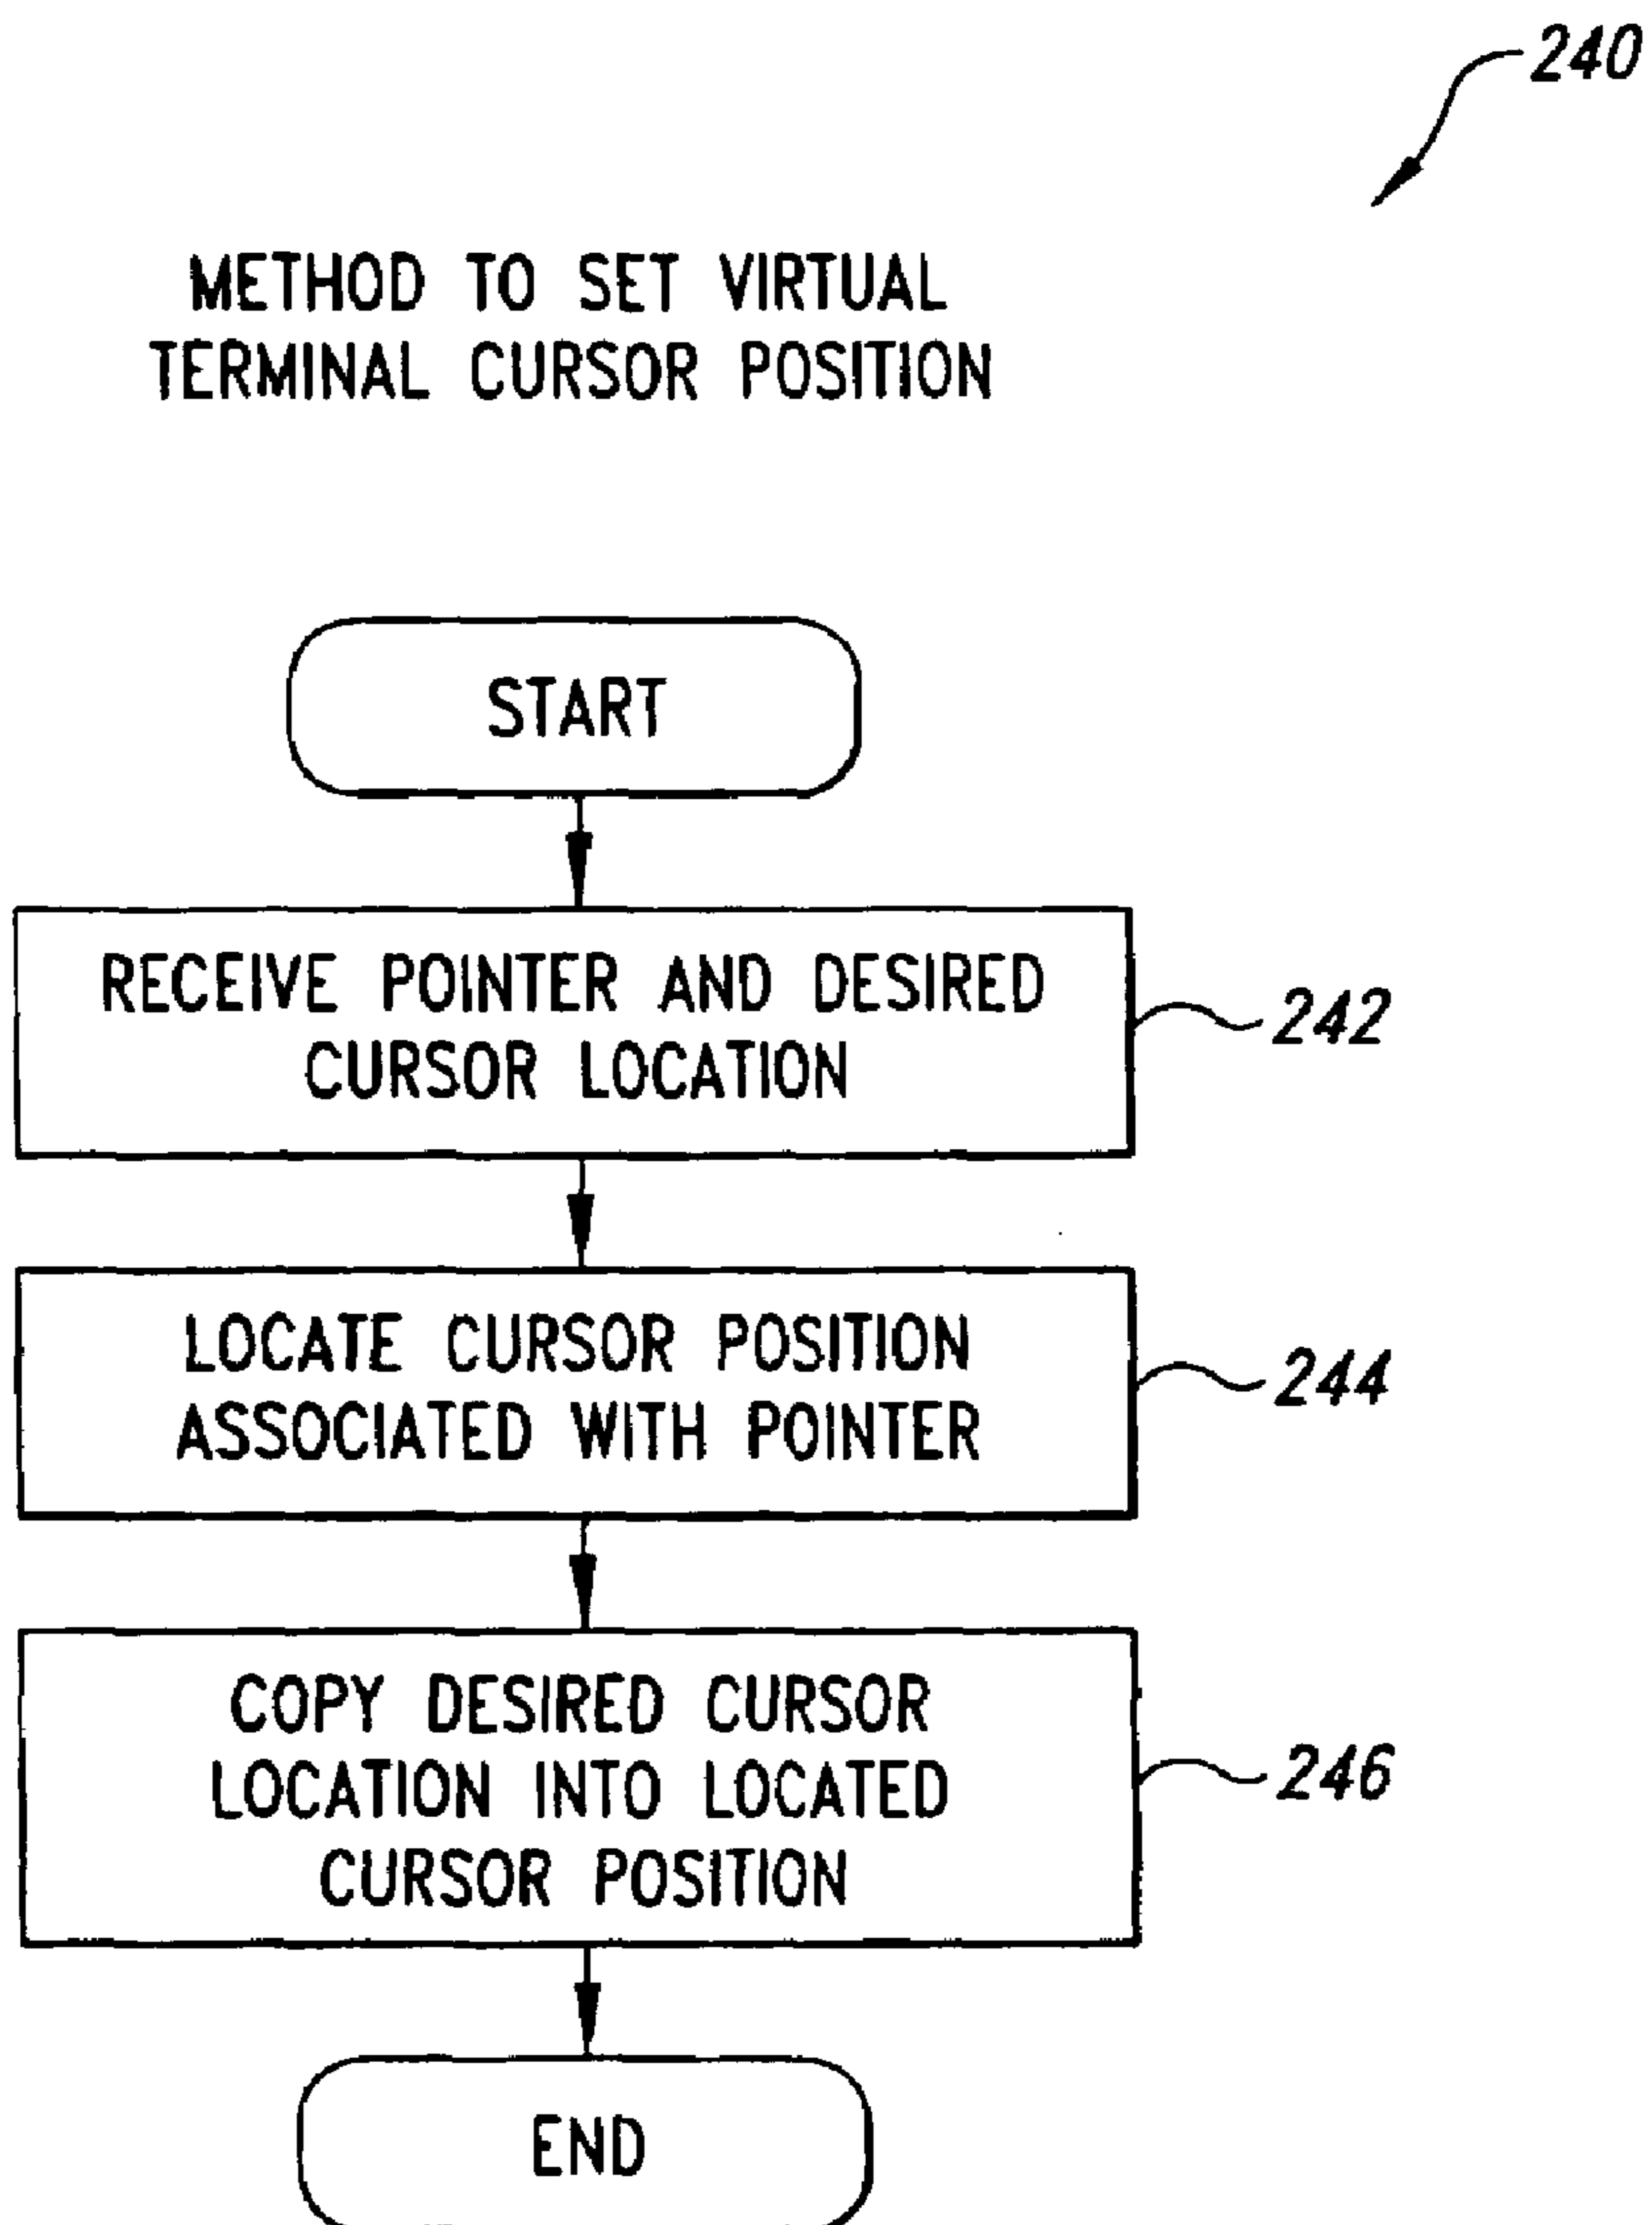 240
METHOD TO SET VIRTUAL
TERMINAL CURSOR POSITION
START
RECEIVE POINTER AND DESIRED
CURSOR LOCATION
242
LOCATE CURSOR POSITION
ASSOCIATED WITH POINTER
244
COPY DESIRED CURSOR
LOCATION INTO LOCATED
CURSOR POSITION
246
END